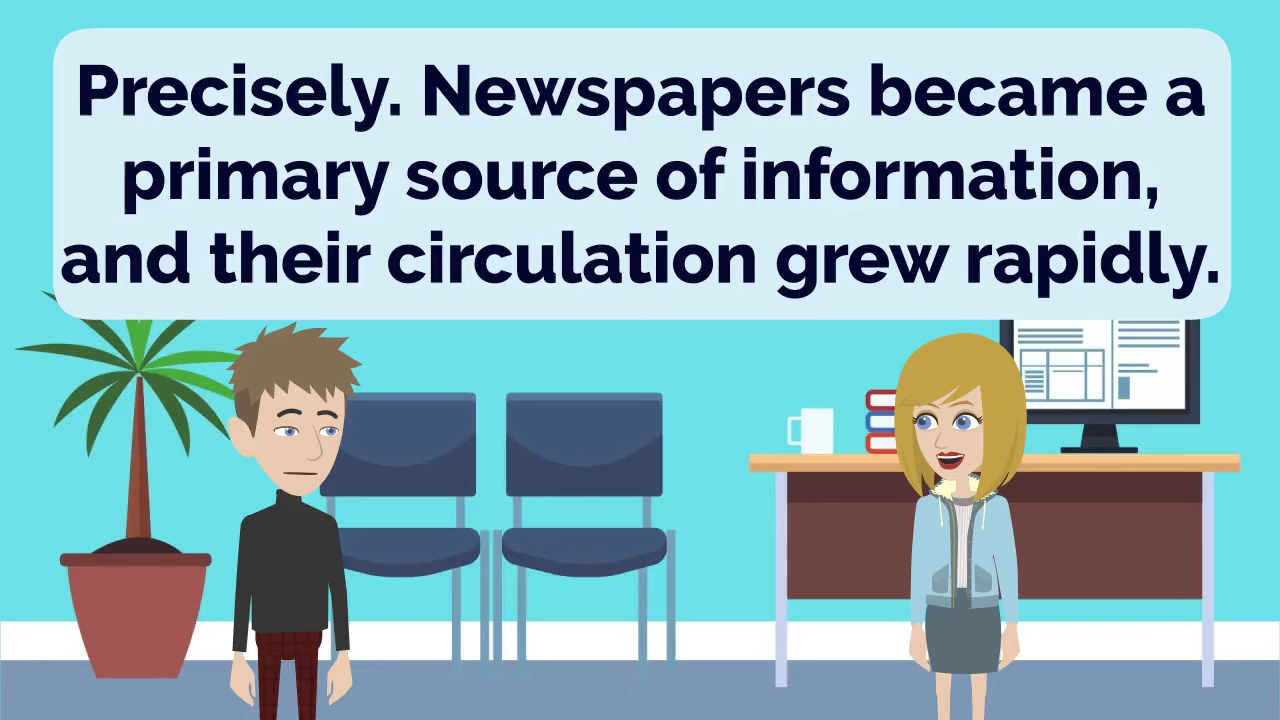 Precisely. Newspapers became a
primary source of information,
and their circulation grew rapidly.